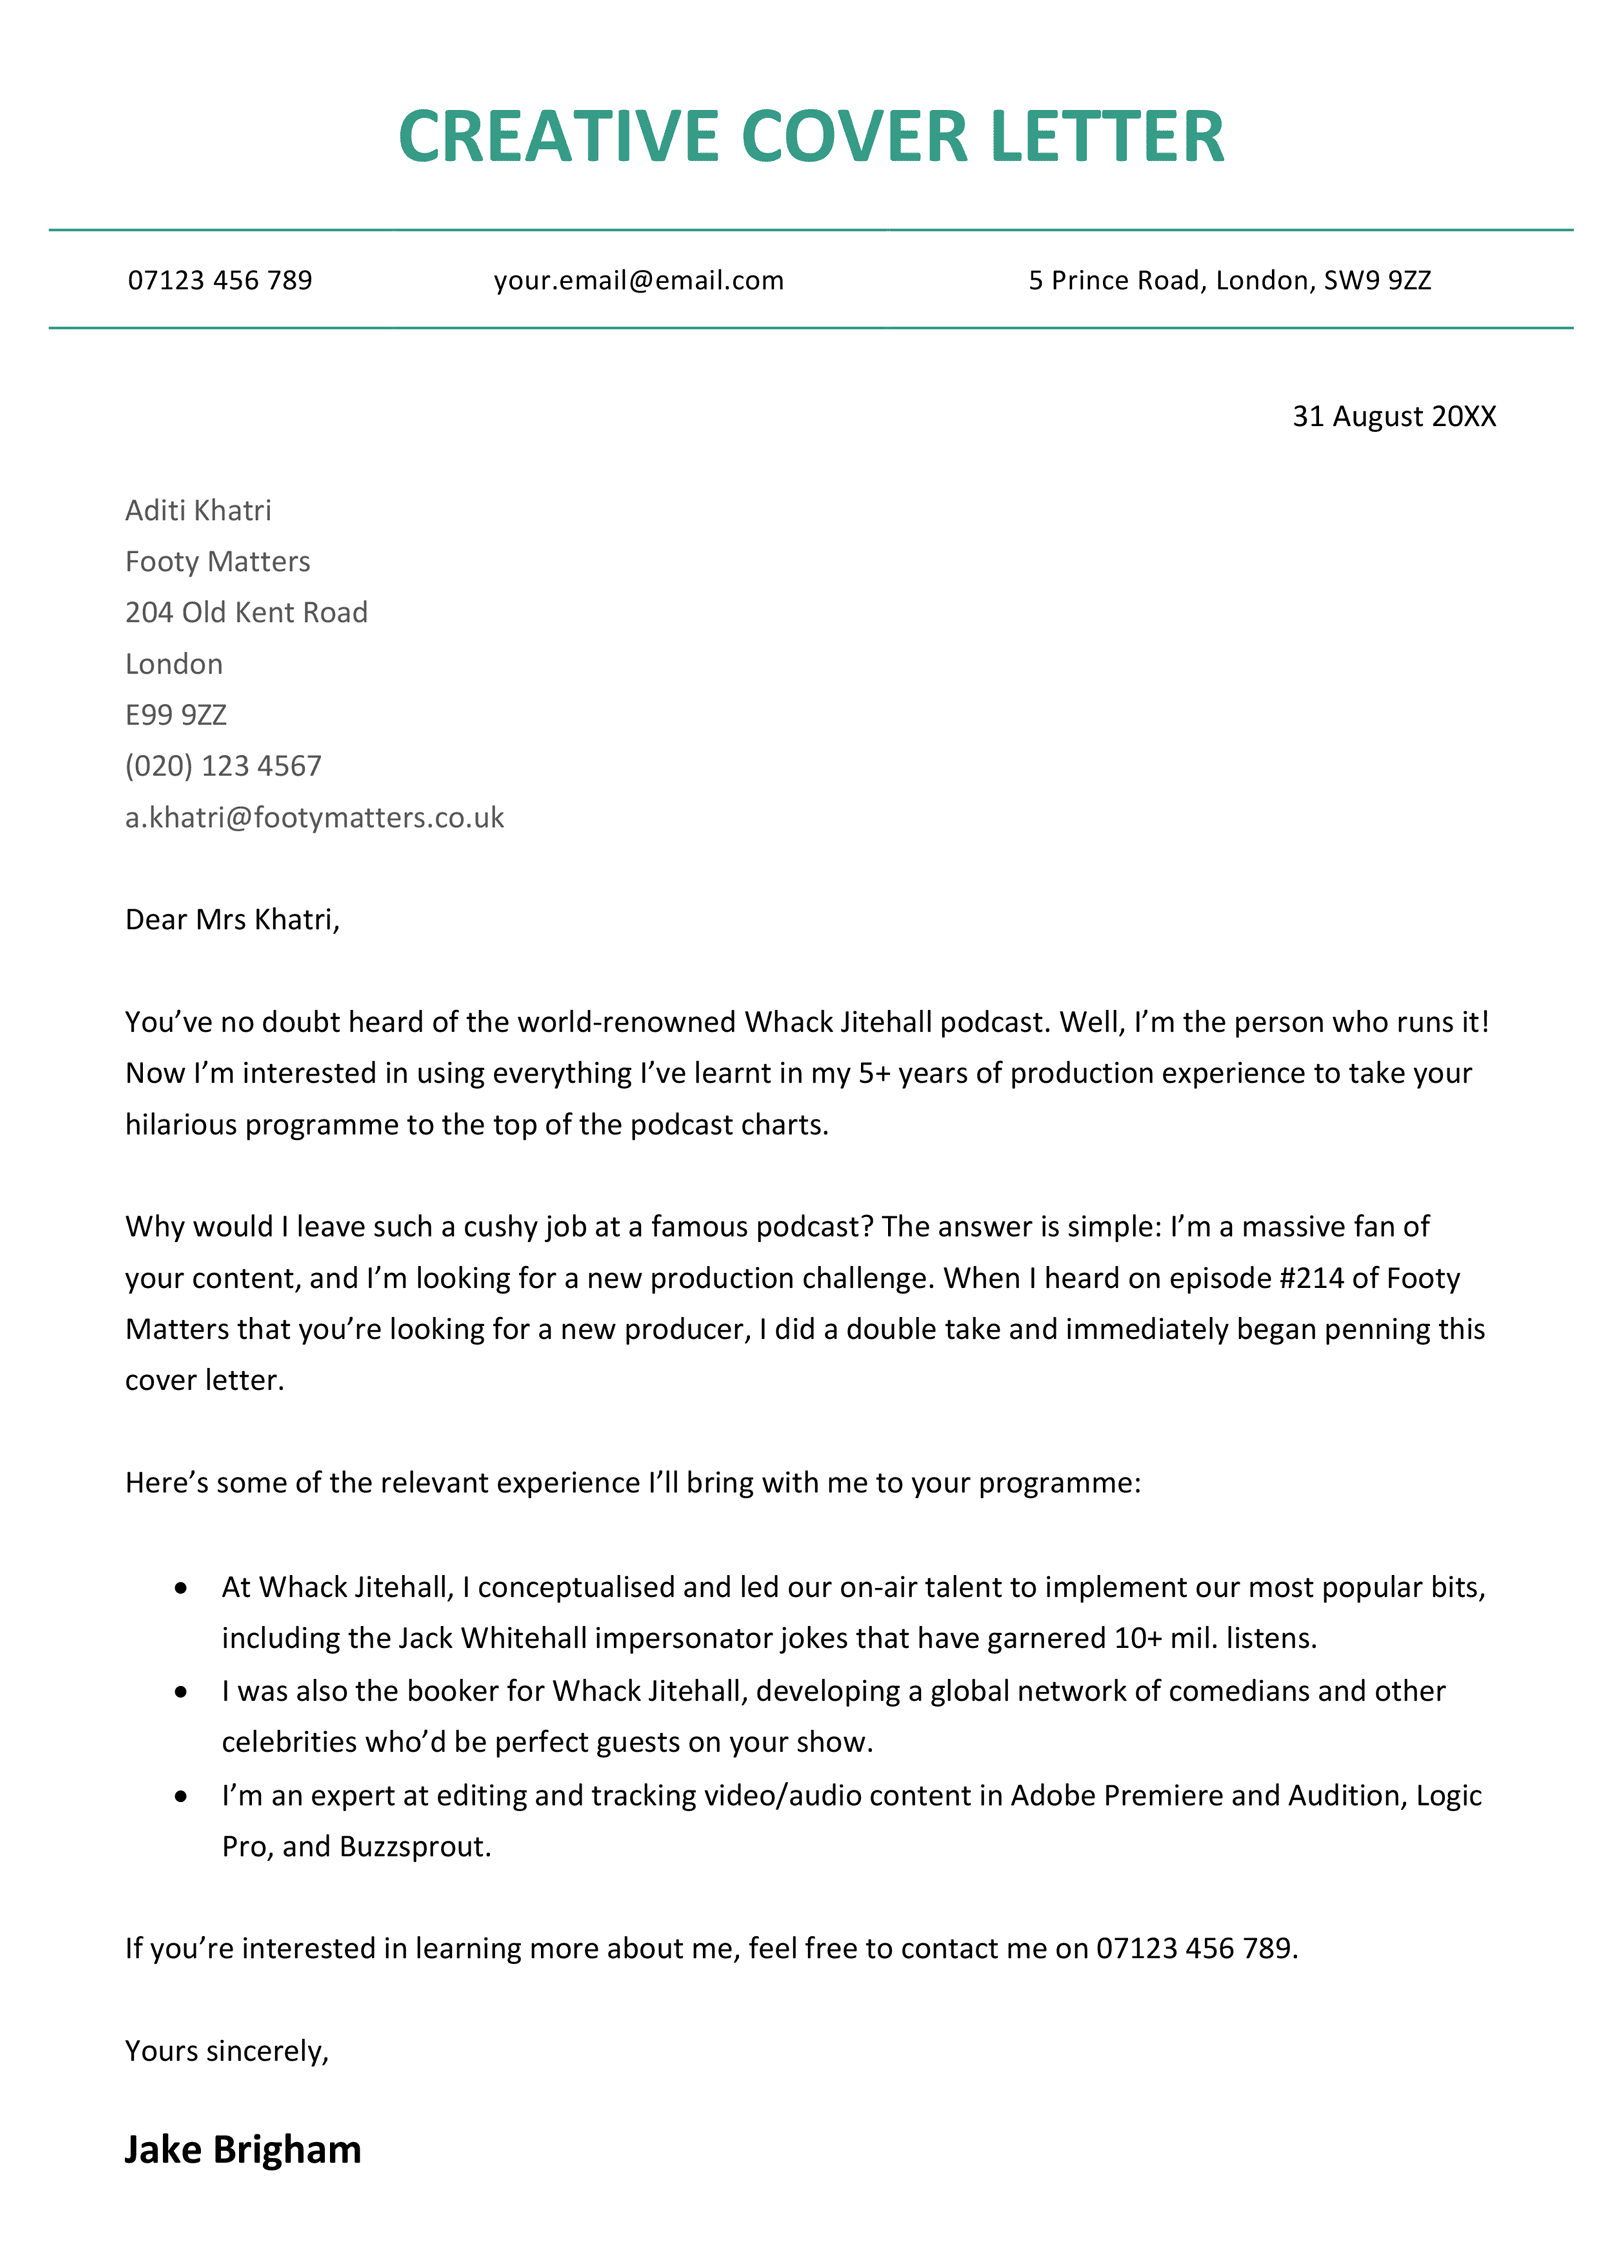 CREATIVE COVER LETTER
07123 456 789 your.email@email.com 5 Prince Road, London, SW9 9ZZ
31 August 20XX
Aditi Khatri
Footy Matters
204 Old Kent Road
London
E99 9ZZ
(020) 123 4567
a.khatri@footymatters.co.uk
Dear Mrs Khatri,
You’ve no doubt heard of the world-renowned Whack Jitehall podcast. Well, I’m the person who runs it!
Now I’m interested in using everything I’ve learnt in my 5+ years of production experience to take your
hilarious programme to the top of the podcast charts.
Why would I leave such a cushy job at a famous podcast? The answer is simple: I’m a massive fan of
your content, and I’m looking for a new production challenge. When I heard on episode #214 of Footy
Matters that you’re looking for a new producer, I did a double take and immediately began penning this
cover letter.
Here’s some of the relevant experience I’ll bring with me to your programme:
• At Whack Jitehall, I conceptualised and led our on-air talent to implement our most popular bits,
including the Jack Whitehall impersonator jokes that have garnered 10+ mil. listens.
• I was also the booker for Whack Jitehall, developing a global network of comedians and other
celebrities who’d be perfect guests on your show.
• I’m an expert at editing and tracking video/audio content in Adobe Premiere and Audition, Logic
Pro, and Buzzsprout.
If you’re interested in learning more about me, feel free to contact me on 07123 456 789.
Yours sincerely,
Jake Brigham